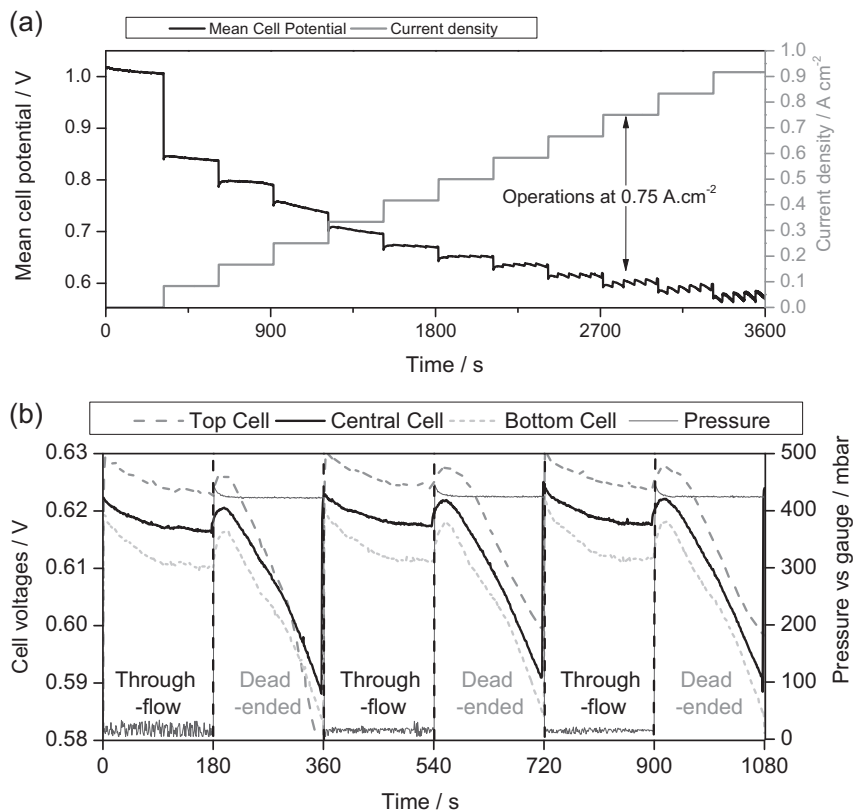 (a)
Mean Cell Potential Current density
1.0
0.9
0.8
0.7
0.6
Mean cell potential / V
1.0
0.9
0.8
0.7
0.6
0.5
0.4
0.3
0.2
0.1
0.0
Current density / A cm-2
Operations at 0.75 A.cm-2
0 900 1800 2700 3600
Time / s
(b)
Top Cell Central Cell Bottom Cell Pressure
0.63
0.62
0.61
0.60
0.59
0.58
Cell voltages / V
500
400
300
200
100
0
Pressure vs gauge / mbar
Through Dead Through Dead Through Dead
-flow -ended -flow -ended -flow -ended
0 180 360 540 720 900 1080
Time / s